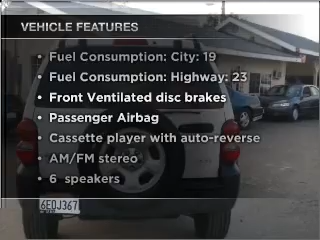 VEHICLE FEATURES
• Fuel Consumption: City: 19
• Fuel Consumption: Highway: 23
• Front Ventilated disc brakes
• Passenger Airbag
• Cassette player with auto-reverse
• AM/FM stereo
• 6 speakers
6EDJ367